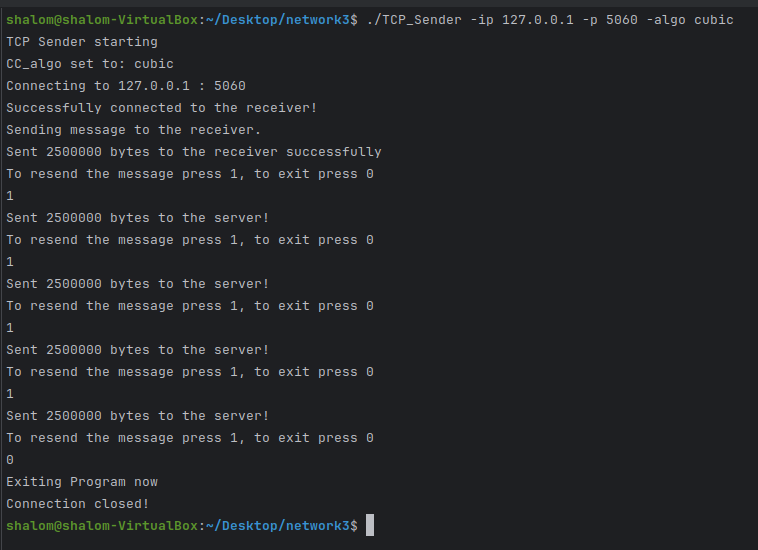 shalom@shalom-VirtualBox:~/Desktop/network3$ ./TCP_Sender -ip 127.0.0.1 -p 5060 -algo cubic
TCP Sender starting
CC_algo set to: cubic
Connecting to 127.0.0.1 : 5060
Successfully connected to the receiver!
Sending message to the receiver.
Sent 2500000 bytes to the receiver successfully
To resend the message press 1, to exit press 0
1
Sent 2500000 bytes to the server!
To resend the message press 1, to exit press 0
1
Sent 2500000 bytes to the server!
To resend the message press 1, to exit press 0
1
Sent 2500000 bytes to the server!
To resend the message press 1, to exit press 0
1
Sent 2500000 bytes to the server!
To resend the message press 1, to exit press 0
0
Exiting Program now
Connection closed!
shalom@shalom-VirtualBox:~/Desktop/network3$